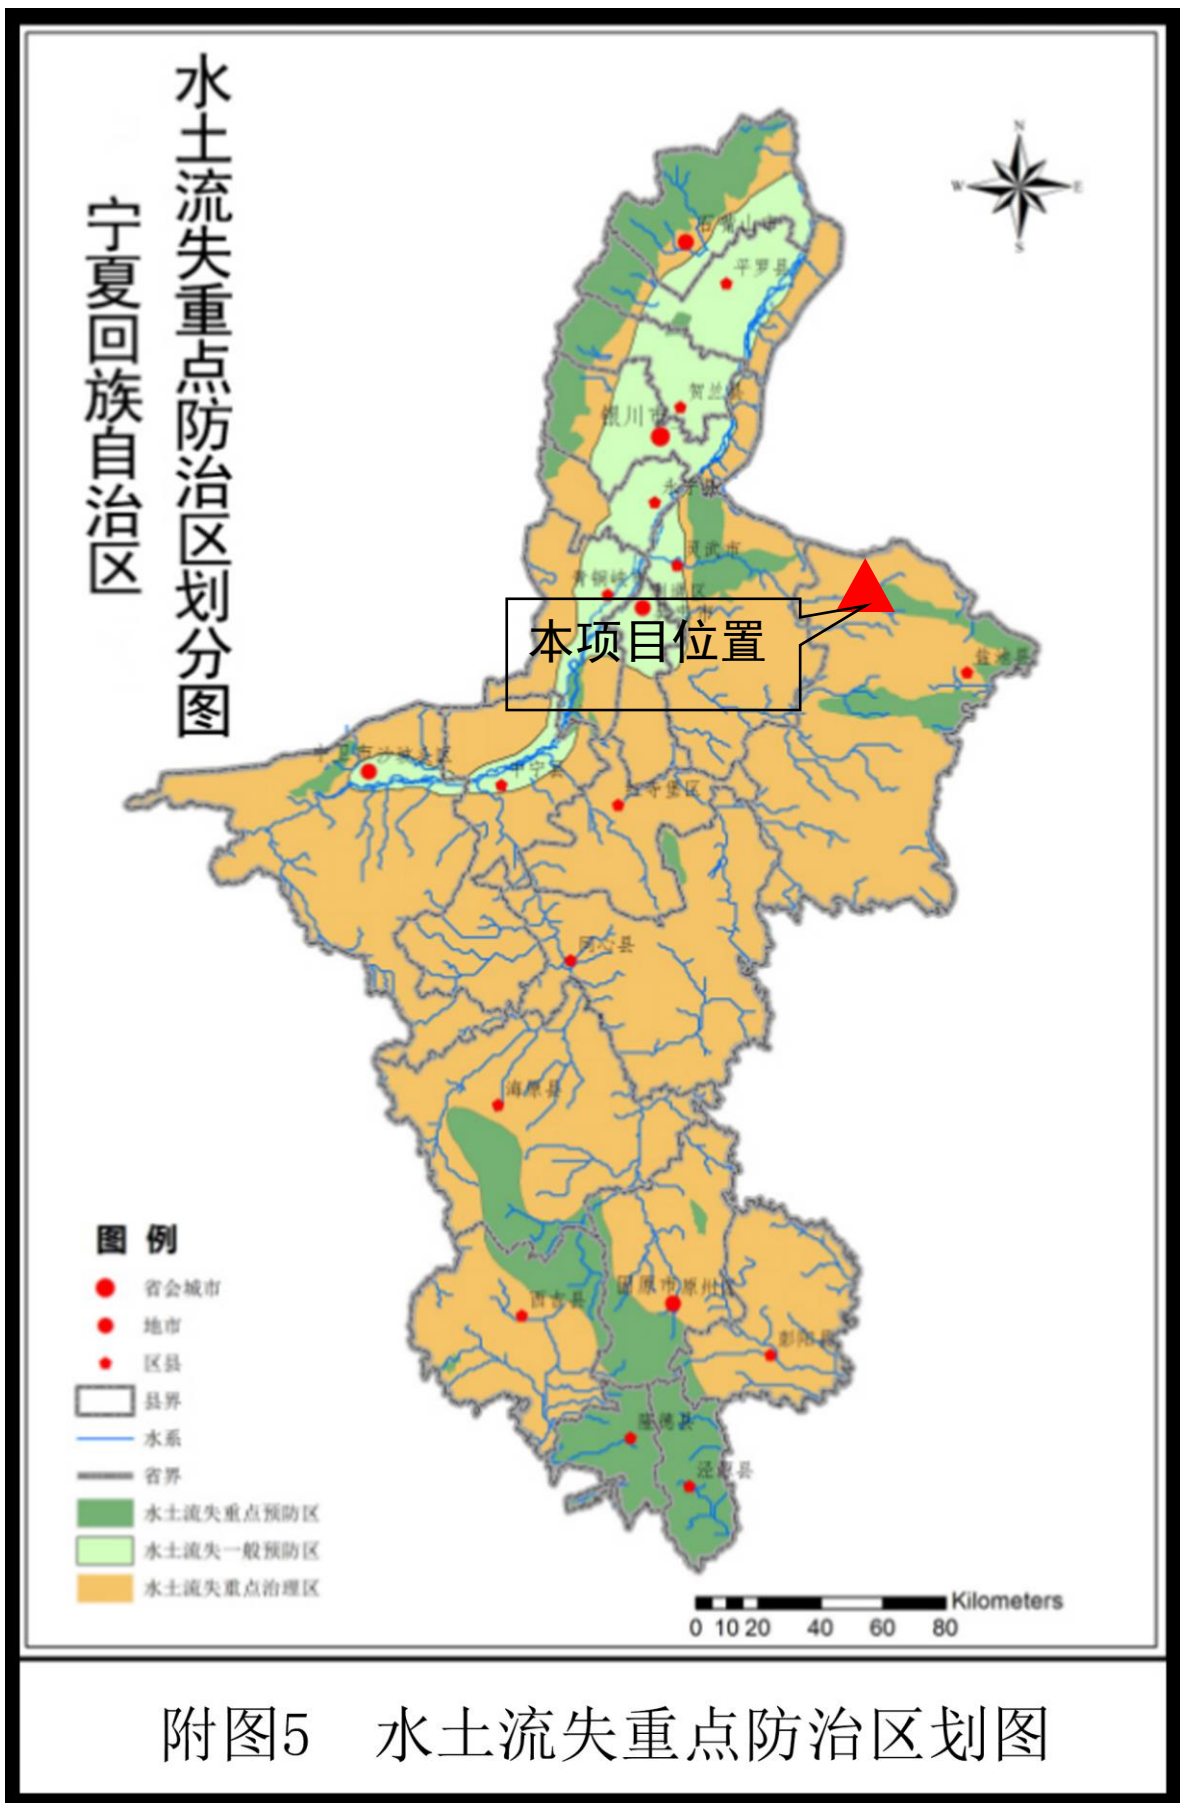 宁夏回族自治区
水土流失重点防治区划分图
N
W
E
S
石嘴山市
平罗县
贺兰县
银川市
永宁县
灵武市
青铜峡
本项目位置
盐池县
中卫市沙坡头区
中宁县
红寺堡区
同心县
海原县
固原市原州区
西吉县
彭阳县
隆德县
泾源县
图 例
省会城市
地市
区县
县界
水系
省界
水土流失重点预防区
水土流失一般预防区
水土流失重点治理区
Kilometers
0 10 20 40 60 80
附图5 水土流失重点防治区划图